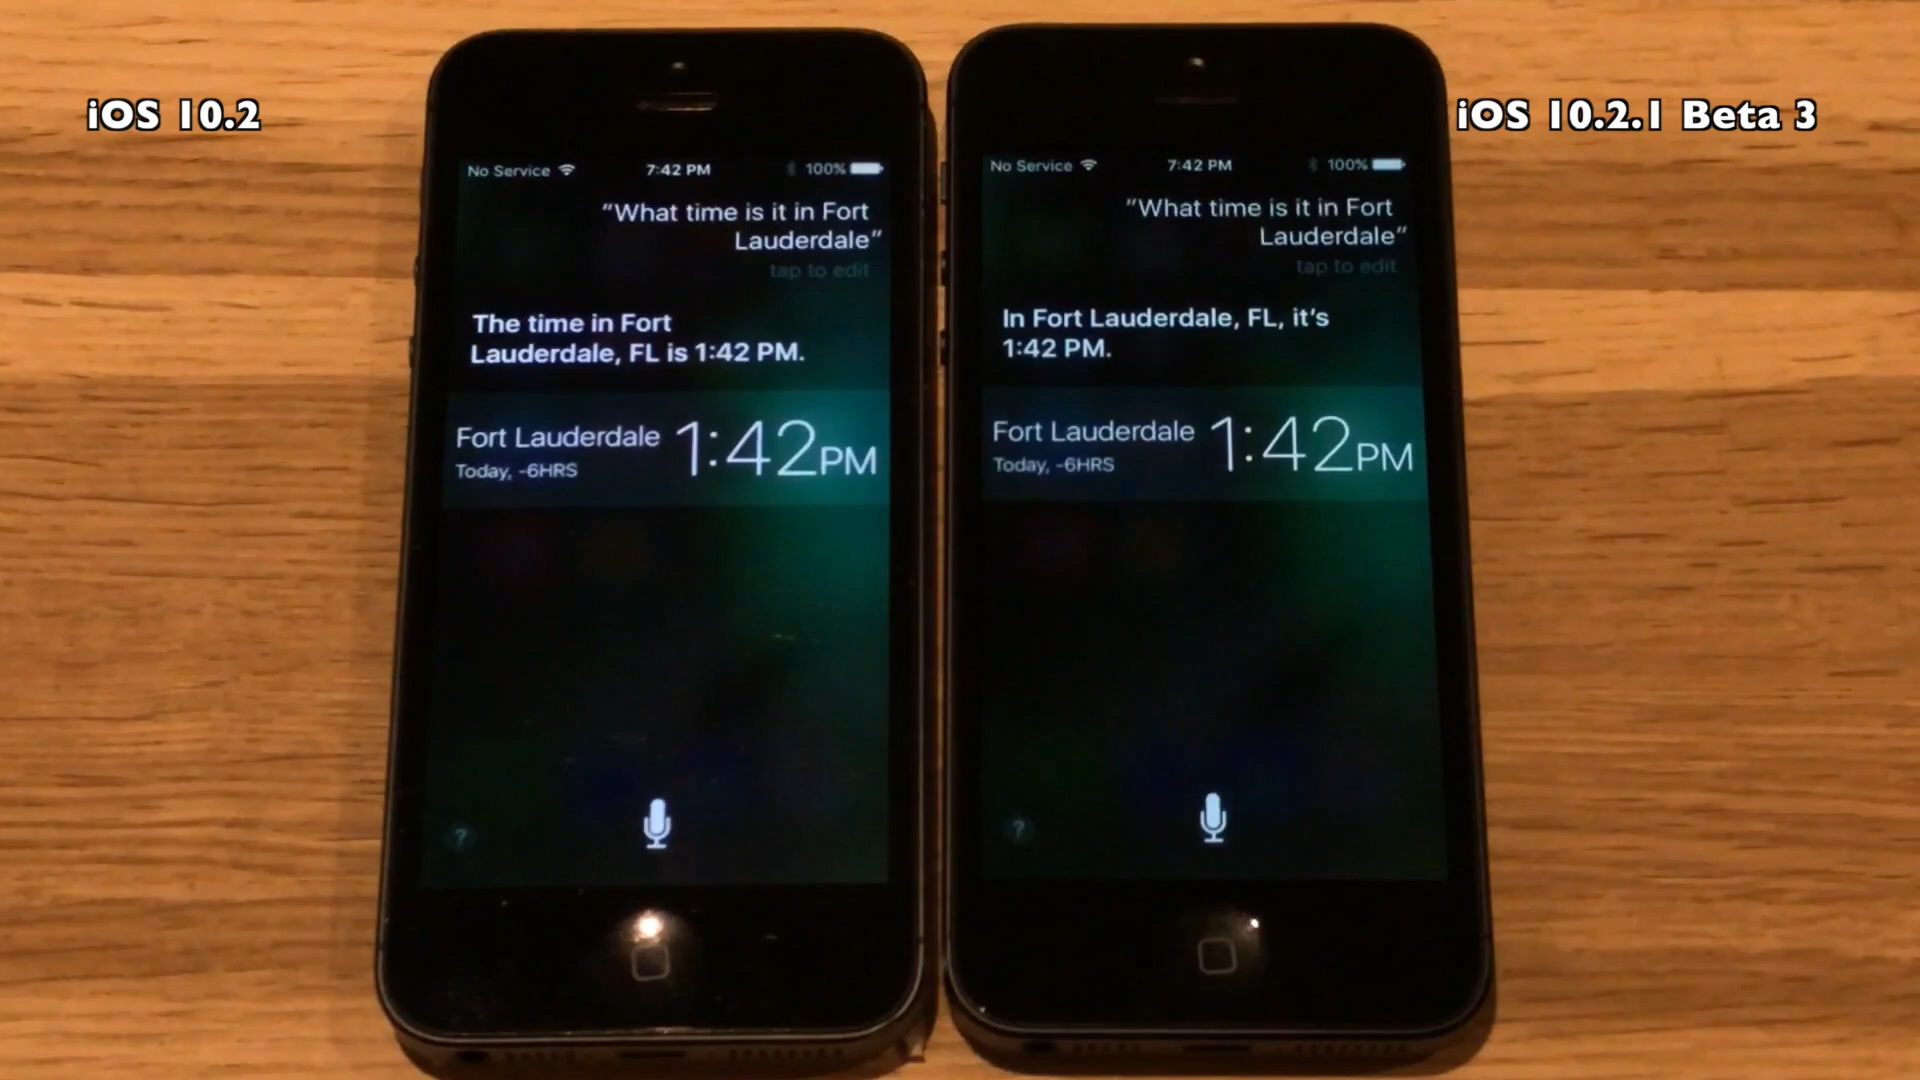 iOS 10.2
No Service 7:42 PM 100%
“What time is it in Fort
Lauderdale”
tap to edit
The time in Fort
Lauderdale, FL is 1:42 PM.
Fort Lauderdale 1:42PM
Today, -6HRS
?
iOS 10.2.1 Beta 3
No Service 7:42 PM 100%
“What time is it in Fort
Lauderdale”
tap to edit
In Fort Lauderdale, FL, it’s
1:42 PM.
Fort Lauderdale 1:42PM
Today, -6HRS
?